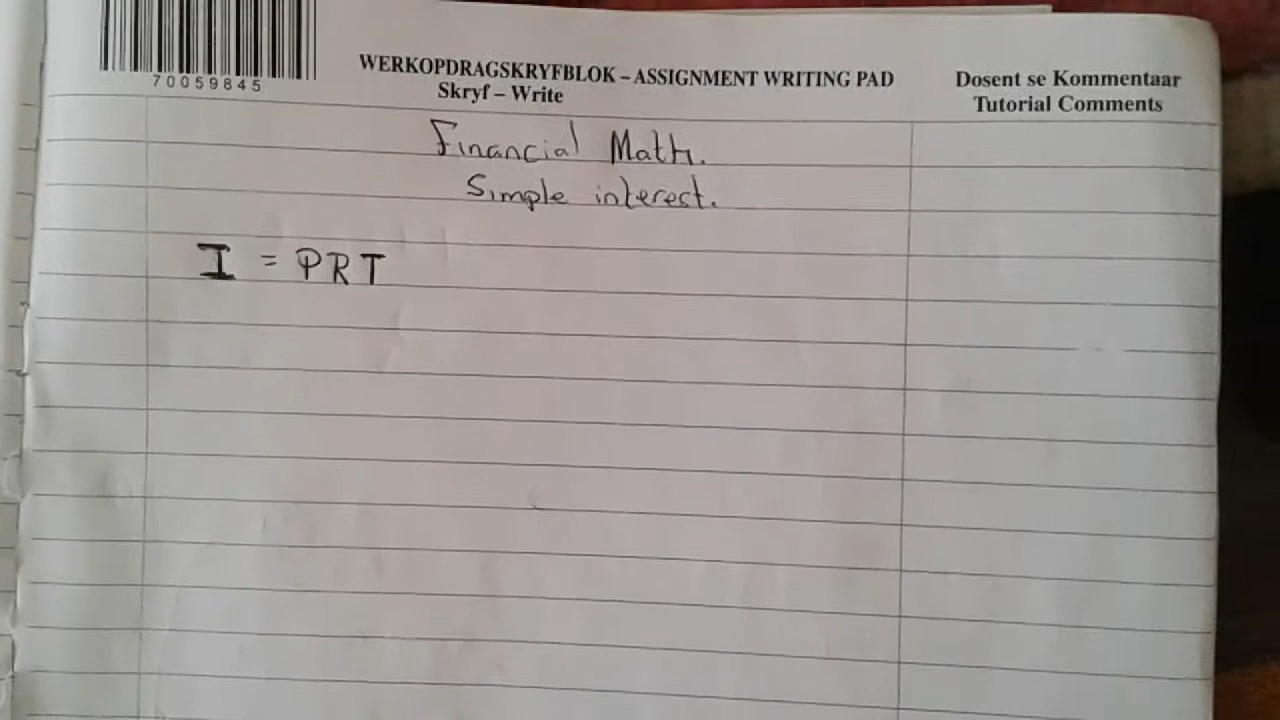 70059845
WERKOPDRAGSKRYFBLOK – ASSIGNMENT WRITING PAD
Skryf – Write
Dosent se Kommentaar
Tutorial Comments
Financial Math.
Simple interest.
I = PRT